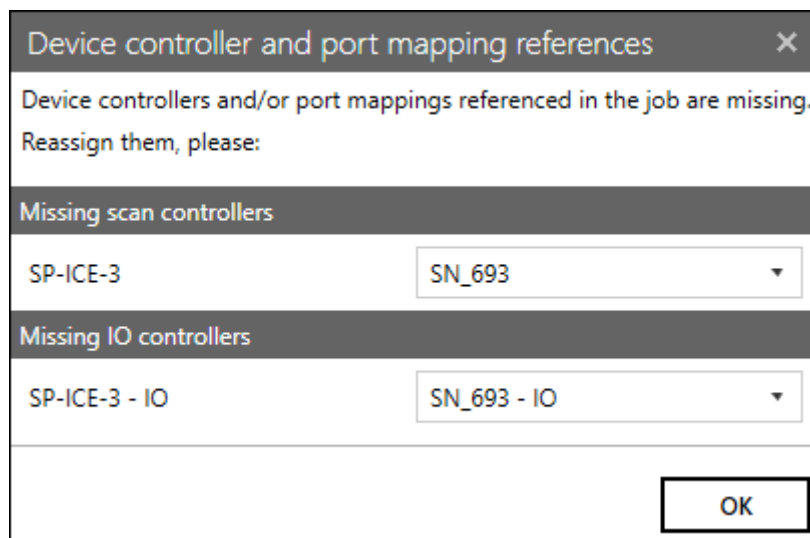 Device controller and port mapping references
Device controllers and/or port mappings referenced in the job are missing.
Reassign them, please:
Missing scan controllers
SP-ICE-3 SN_693
Missing IO controllers
SP-ICE-3 - IO SN_693 - IO
OK